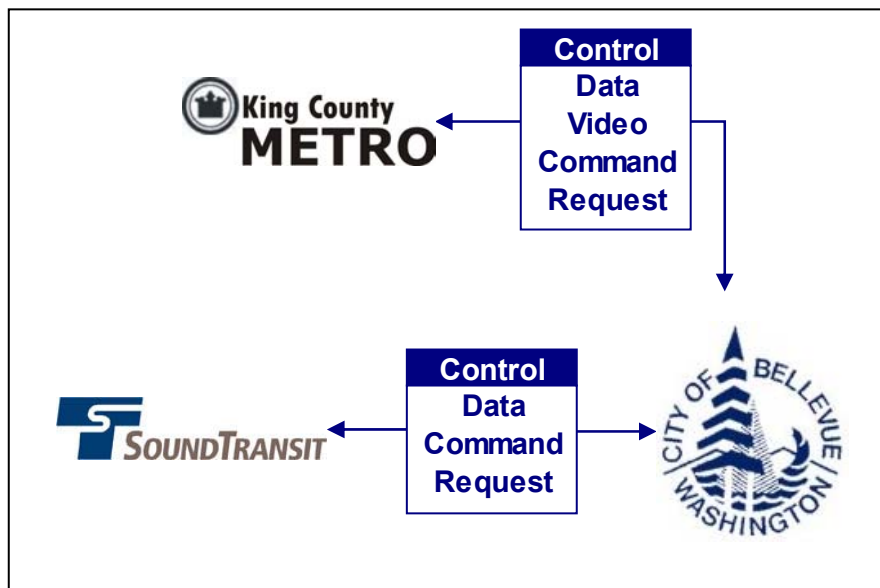 Control
Data
Video
Command
Request
King County
METRO
Control
Data
Command
Request
SOUNDTRANSIT
CITY OF BELLEVUE
WASHINGTON